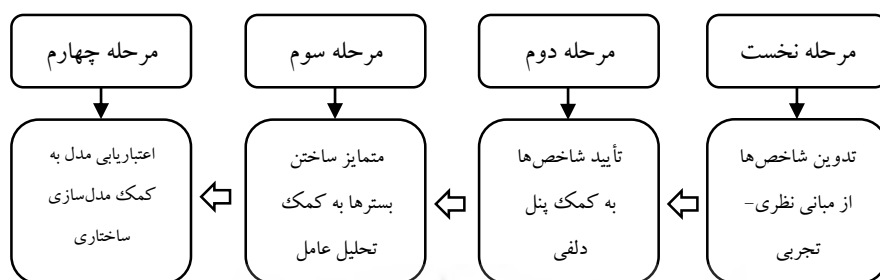 مرحله نخست
مرحله دوم
مرحله سوم
مرحله چهارم
تدوین شاخص‌ها
از مبانی نظری-
تجربی
تأیید شاخص‌ها
به کمک پنل
دلفی
متمایز ساختن
بسترها به کمک
تحلیل عامل
اعتباریابی مدل به
کمک مدل‌سازی
ساختاری